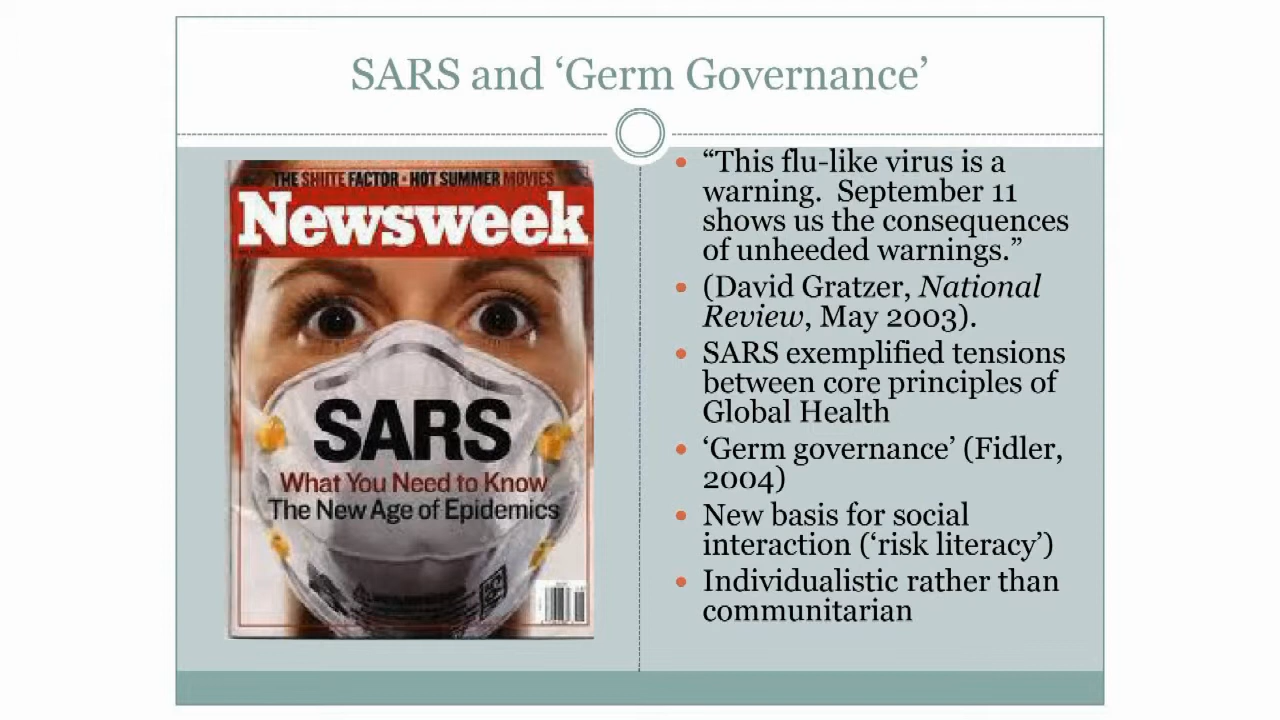 SARS and ‘Germ Governance’
THE SHIITE FACTOR • HOT SUMMER MOVIES
Newsweek
SARS
What You Need to Know
The New Age of Epidemics
“This flu-like virus is a
warning. September 11
shows us the consequences
of unheeded warnings.”
(David Gratzer, National
Review, May 2003).
SARS exemplified tensions
between core principles of
Global Health
‘Germ governance’ (Fidler,
2004)
New basis for social
interaction (‘risk literacy’)
Individualistic rather than
communitarian